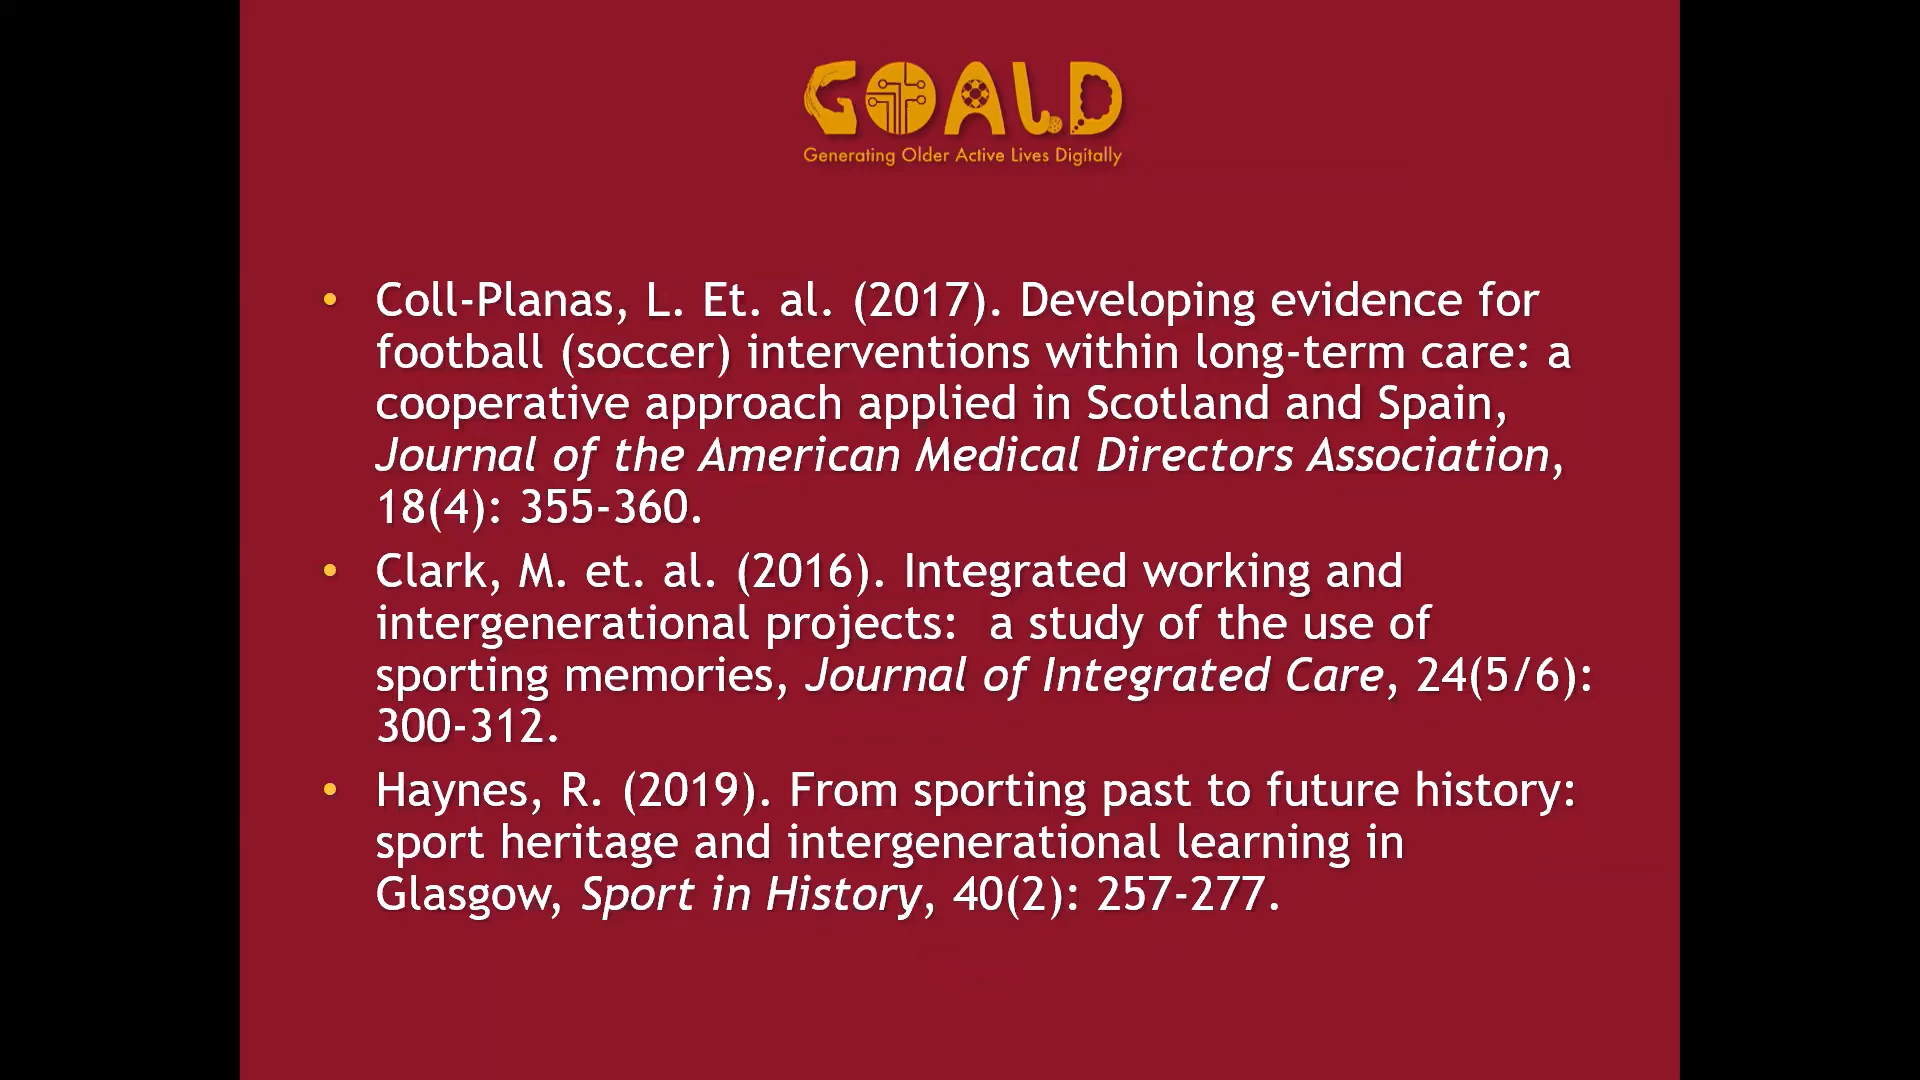 GOALD
Generating Older Active Lives Digitally
• Coll-Planas, L. Et. al. (2017). Developing evidence for
football (soccer) interventions within long-term care: a
cooperative approach applied in Scotland and Spain,
Journal of the American Medical Directors Association,
18(4): 355-360.
• Clark, M. et. al. (2016). Integrated working and
intergenerational projects:  a study of the use of
sporting memories, Journal of Integrated Care, 24(5/6):
300-312.
• Haynes, R. (2019). From sporting past to future history:
sport heritage and intergenerational learning in
Glasgow, Sport in History, 40(2): 257-277.